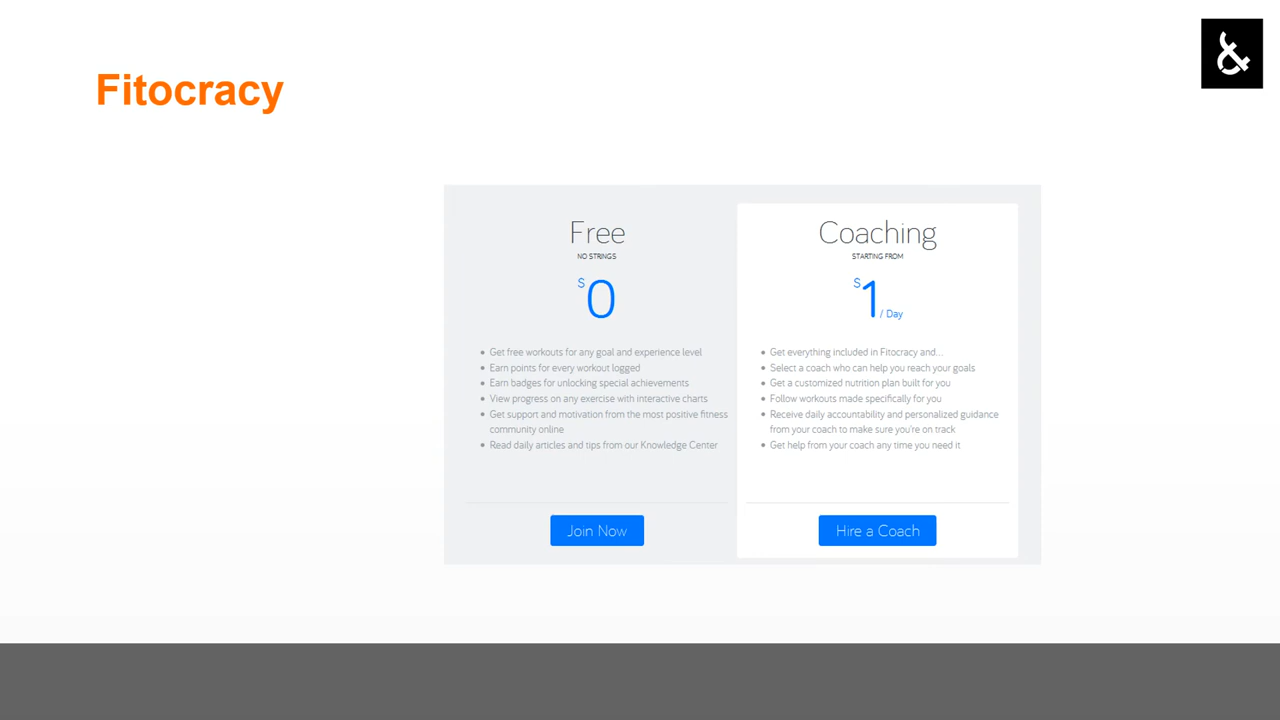 Fitocracy
&
Free
NO STRINGS
$0
Get free workouts for any goal and experience level
Earn points for every workout logged
Earn badges for unlocking special achievements
View progress on any exercise with interactive charts
Get support and motivation from the most positive fitness
community online
Read daily articles and tips from our Knowledge Center
Join Now
Coaching
STARTING FROM
$1/ Day
Get everything included in Fitocracy and...
Select a coach who can help you reach your goals
Get a customized nutrition plan built for you
Follow workouts made specifically for you
Receive daily accountability and personalized guidance
from your coach to make sure you're on track
Get help from your coach any time you need it
Hire a Coach